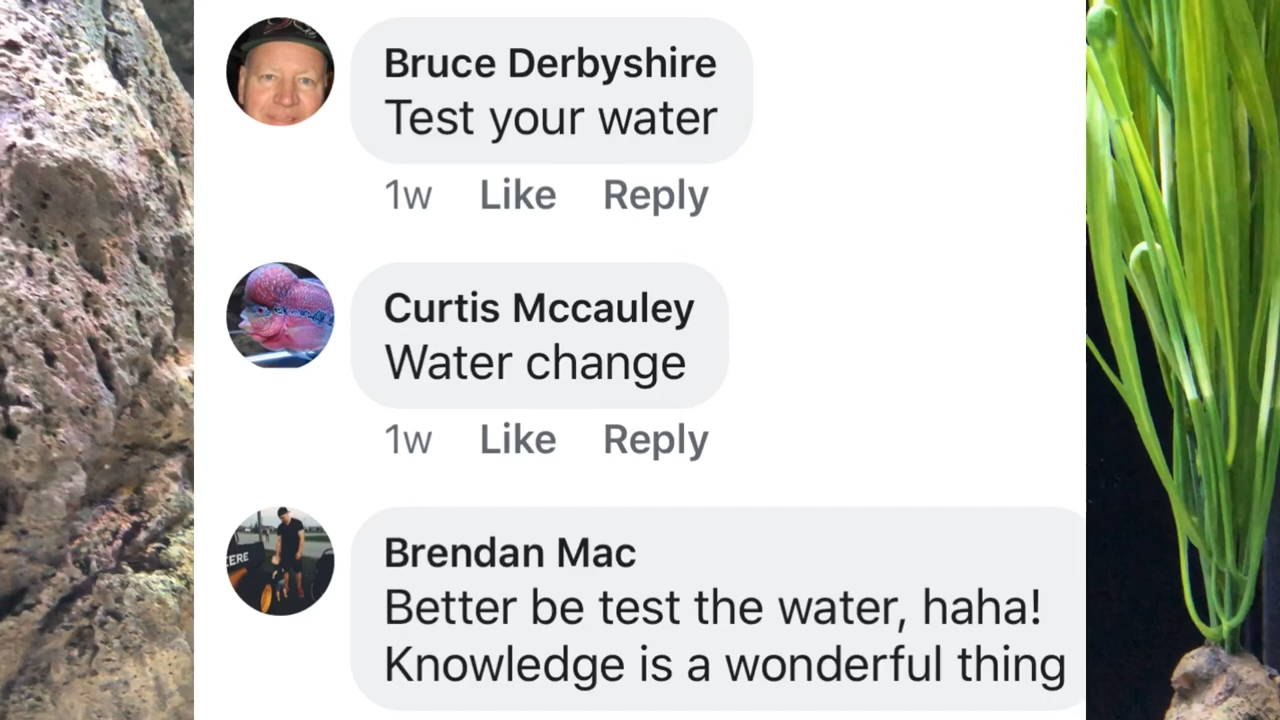 Bruce Derbyshire
Test your water
1w Like Reply
Curtis Mccauley
Water change
1w Like Reply
ERE
Brendan Mac
Better be test the water, haha!
Knowledge is a wonderful thing